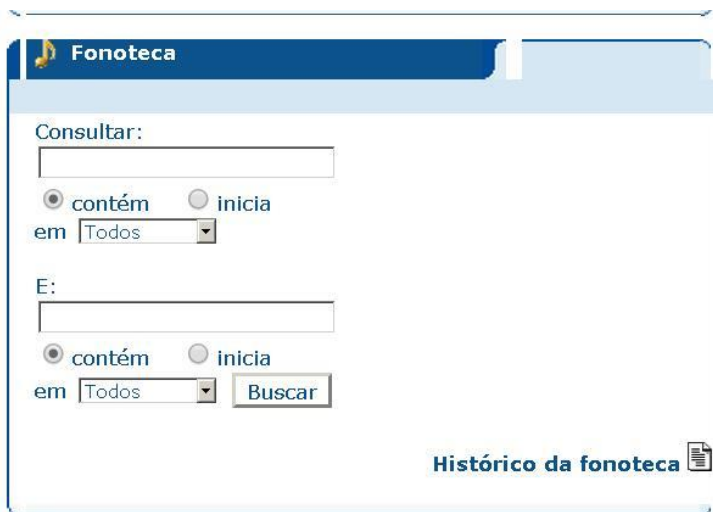 Fonoteca
Consultar:
contém inicia
em Todos
E:
contém inicia
em Todos Buscar
Histórico da fonoteca